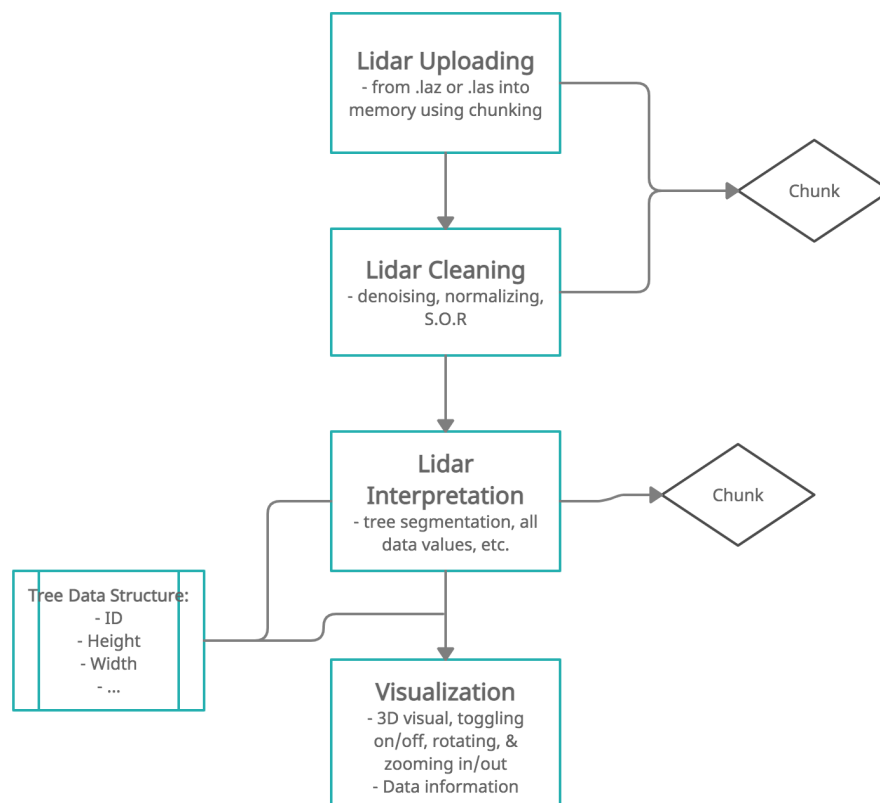 Lidar Uploading
- from .laz or .las into
memory using chunking
Chunk
Lidar Cleaning
- denoising, normalizing,
S.O.R
Lidar
Interpretation
- tree segmentation, all
data values, etc.
Chunk
Tree Data Structure:
- ID
- Height
- Width
- ...
Visualization
- 3D visual, toggling
on/off, rotating, &
zooming in/out
- Data information